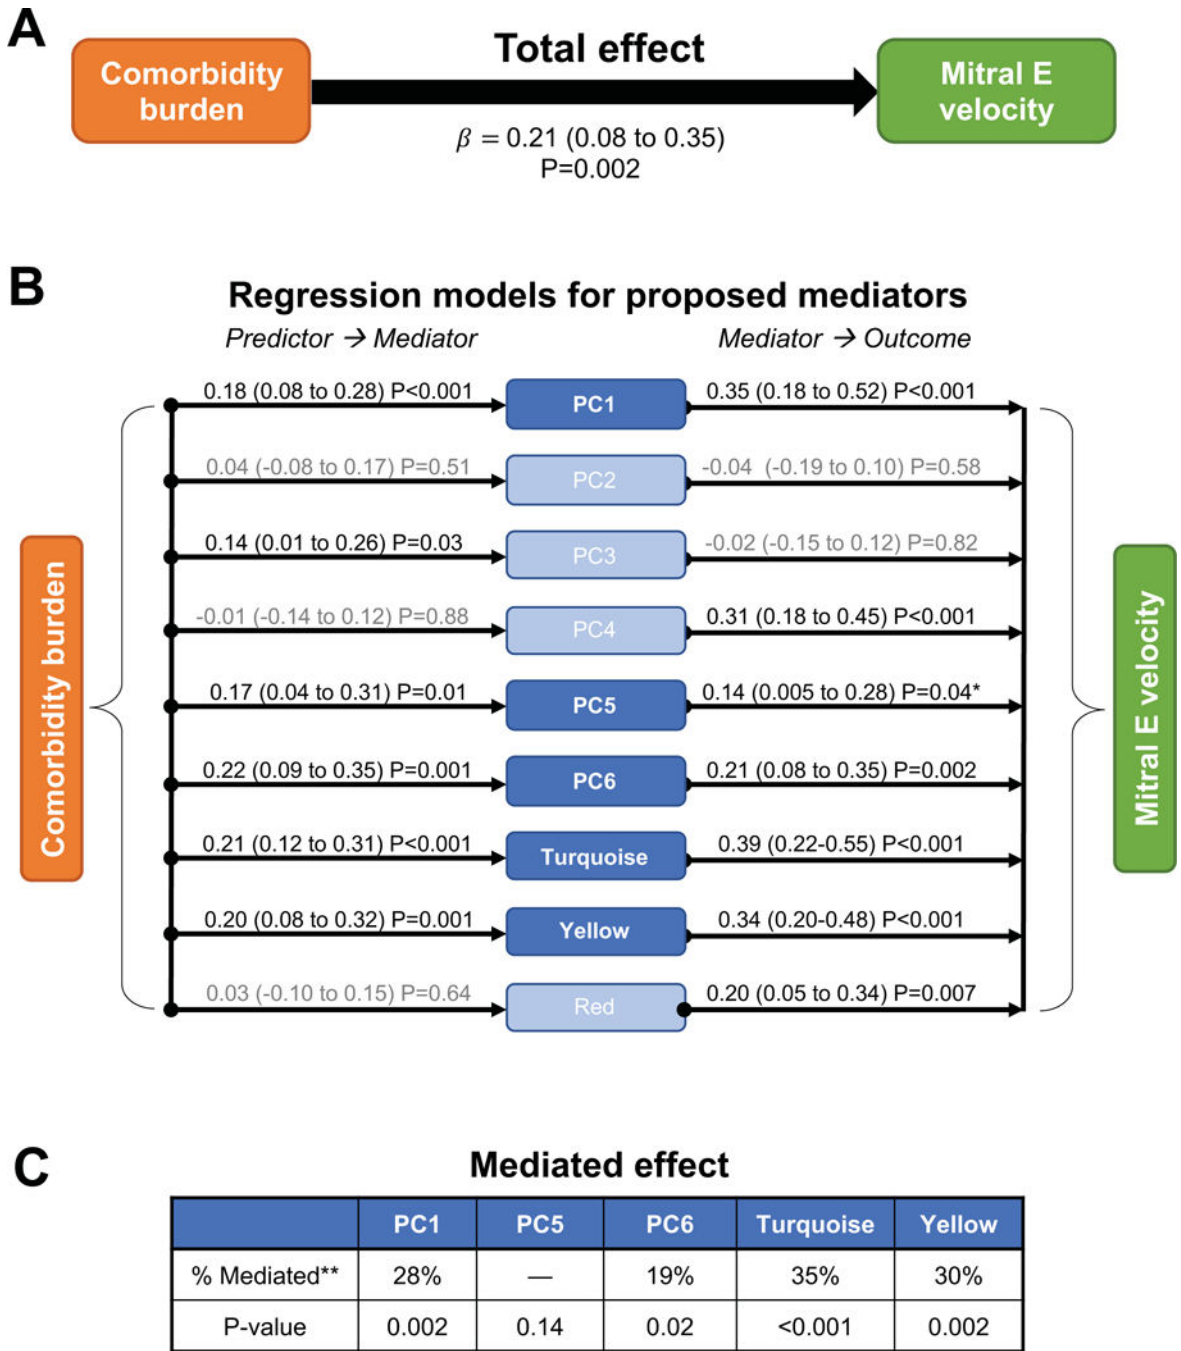 A
Total effect
Comorbidity
burden
Mitral E
velocity
β = 0.21 (0.08 to 0.35)
P=0.002
B
Regression models for proposed mediators
Predictor → Mediator
Mediator → Outcome
Comorbidity burden
0.18 (0.08 to 0.28) P<0.001
PC1
0.35 (0.18 to 0.52) P<0.001
0.04 (-0.08 to 0.17) P=0.51
PC2
-0.04 (-0.19 to 0.10) P=0.58
0.14 (0.01 to 0.26) P=0.03
PC3
-0.02 (-0.15 to 0.12) P=0.82
-0.01 (-0.14 to 0.12) P=0.88
PC4
0.31 (0.18 to 0.45) P<0.001
0.17 (0.04 to 0.31) P=0.01
PC5
0.14 (0.005 to 0.28) P=0.04*
0.22 (0.09 to 0.35) P=0.001
PC6
0.21 (0.08 to 0.35) P=0.002
0.21 (0.12 to 0.31) P<0.001
Turquoise
0.39 (0.22-0.55) P<0.001
0.20 (0.08 to 0.32) P=0.001
Yellow
0.34 (0.20-0.48) P<0.001
0.03 (-0.10 to 0.15) P=0.64
Red
0.20 (0.05 to 0.34) P=0.007
Mitral E velocity
C
Mediated effect
PC1 PC5 PC6 Turquoise Yellow
% Mediated** 28% — 19% 35% 30%
P-value 0.002 0.14 0.02 <0.001 0.002